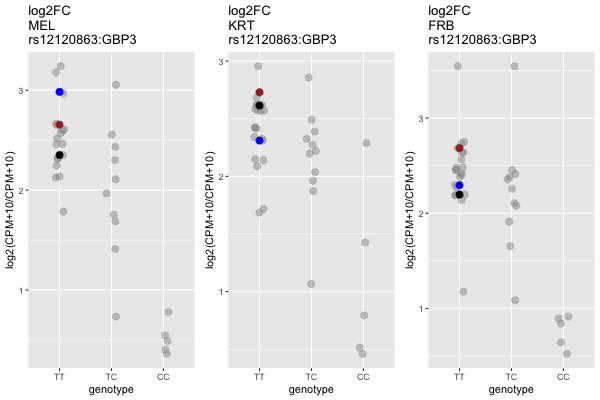 log2FC
MEL
rs12120863:GBP3
log2(CPM+10/CPM+10)
3
2
1
TT
TC
CC
genotype
log2FC
KRT
rs12120863:GBP3
log2(CPM+10/CPM+10)
3
2
1
TT
TC
CC
genotype
log2FC
FRB
rs12120863:GBP3
log2(CPM+10/CPM+10)
3
2
1
TT
TC
CC
genotype